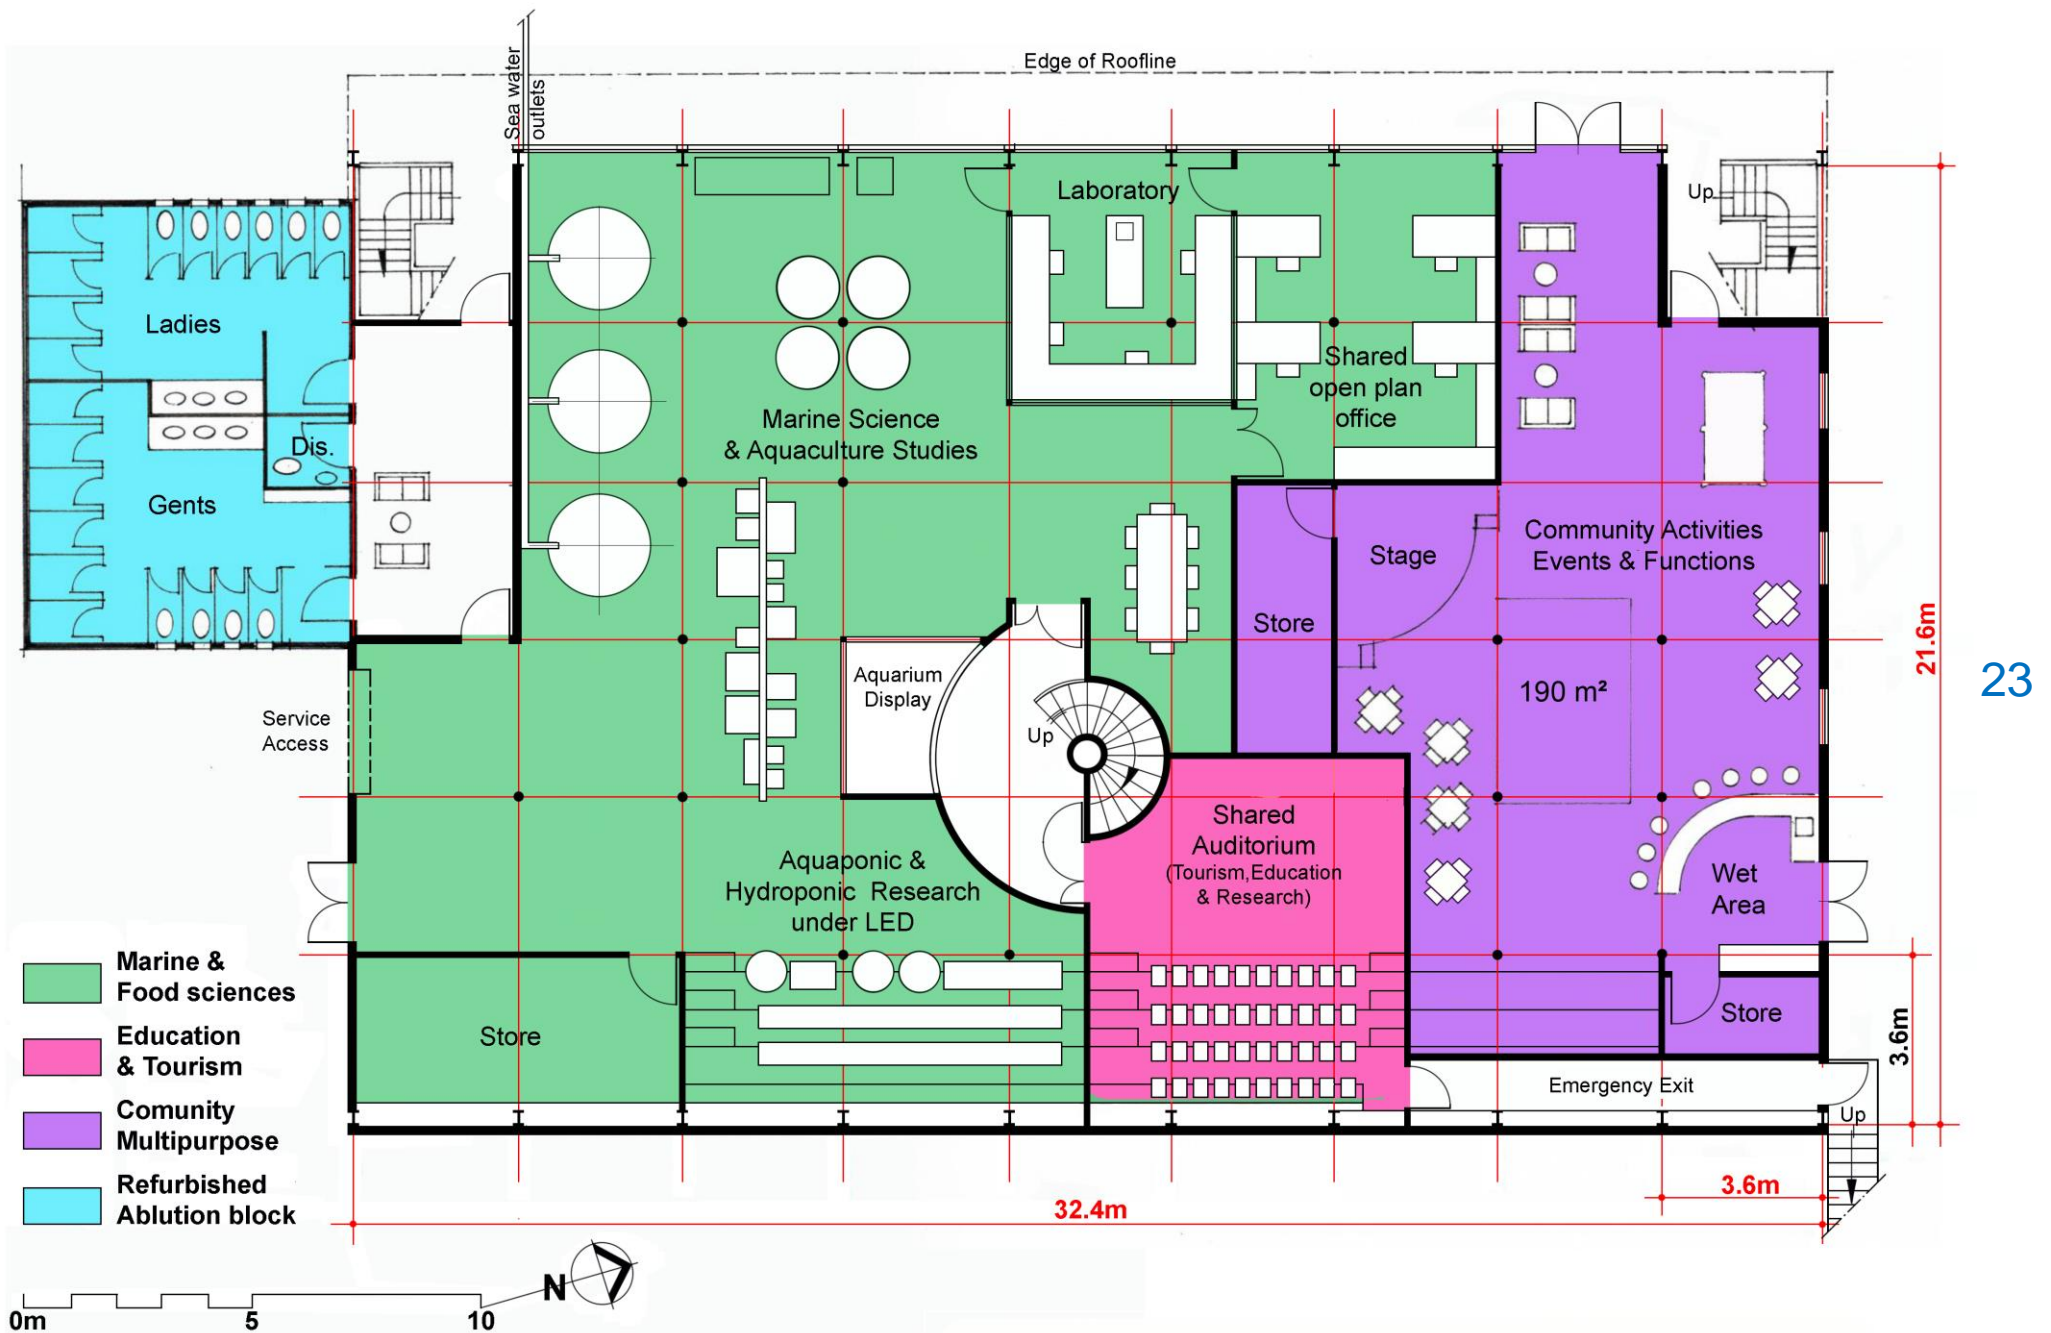 Edge of Roofline
Sea water
outlets
Laboratory
Up
Ladies
Shared
open plan
office
Marine Science
& Aquaculture Studies
Dis.
Gents
Community Activities
Events & Functions
Stage
Store
21.6m
23
Aquarium
Display
190 m²
Service
Access
Up
Shared
Auditorium
(Tourism,Education
& Research)
Aquaponic &
Hydroponic Research
under LED
Wet
Area
Marine &
Food sciences
Education
& Tourism
Comunity
Multipurpose
Refurbished
Ablution block
Store
Store
3.6m
Emergency Exit
Up
3.6m
32.4m
N
0m
5
10